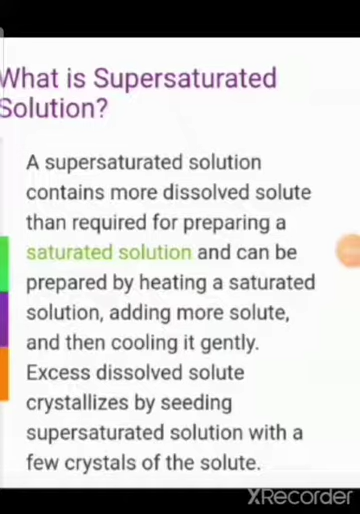 What is Supersaturated
Solution?
A supersaturated solution
contains more dissolved solute
than required for preparing a
saturated solution and can be
prepared by heating a saturated
solution, adding more solute,
and then cooling it gently.
Excess dissolved solute
crystallizes by seeding
supersaturated solution with a
few crystals of the solute.
XRecorder